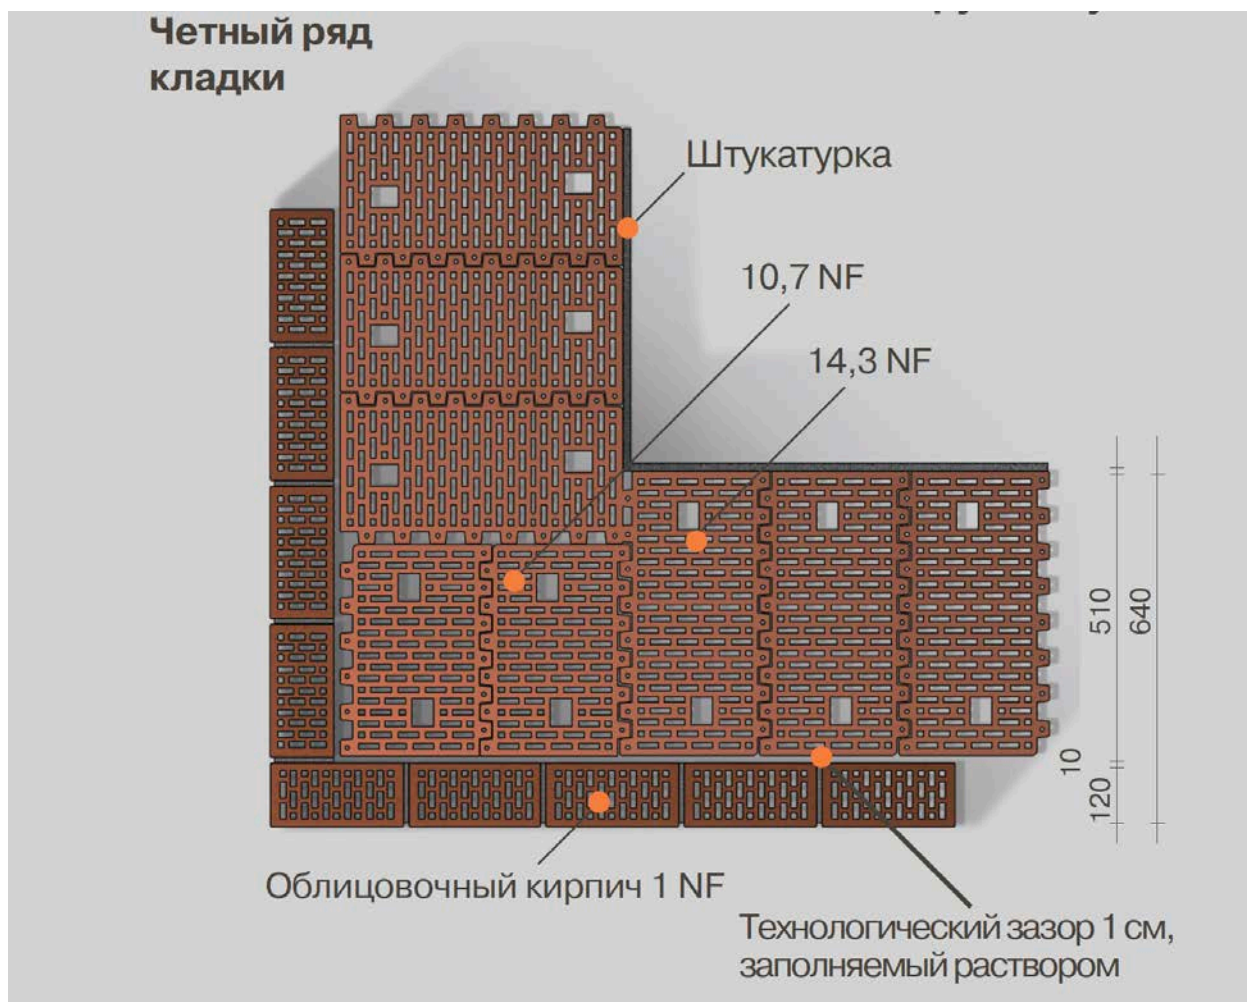 Четный ряд
кладки
Штукатурка
10,7 NF
14,3 NF
510
640
10
120
Облицовочный кирпич 1 NF
Технологический зазор 1 см,
заполняемый раствором